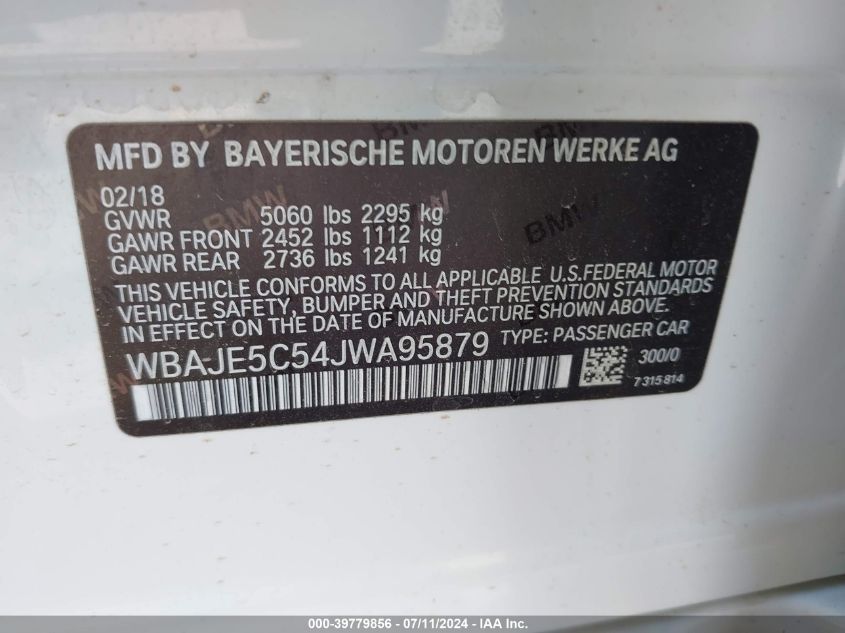 MFD BY BAYERISCHE MOTOREN WERKE AG
02/18
GVWR 5060 lbs 2295 kg
GAWR FRONT 2452 lbs 1112 kg
GAWR REAR 2736 lbs 1241 kg
THIS VEHICLE CONFORMS TO ALL APPLICABLE U.S.FEDERAL MOTOR
VEHICLE SAFETY, BUMPER AND THEFT PREVENTION STANDARDS
IN EFFECT ON THE DATE OF MANUFACTURE SHOWN ABOVE.
WBAJE5C54JWA95879 TYPE: PASSENGER CAR
300/0
7315814
BMW
BMW
BMW
000-39779856 / 07/11/2024 - IAA Inc.